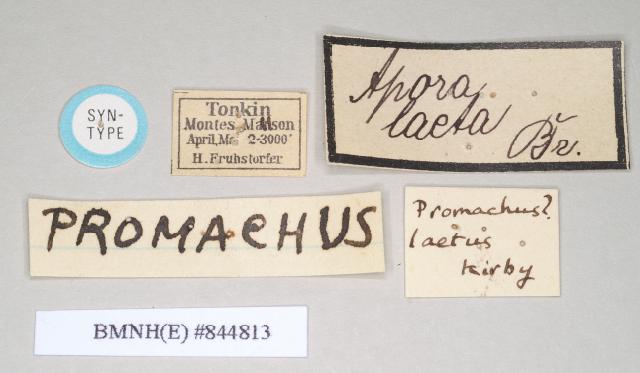 SYN-
TYPE
Tonkin
Montes Mauson
April, Mai 2-3000'
H. Fruhstorfer
Apora
laeta Br.
PROMACHUS
Promachus?
laetus
Kirby
BMNH(E) #844813